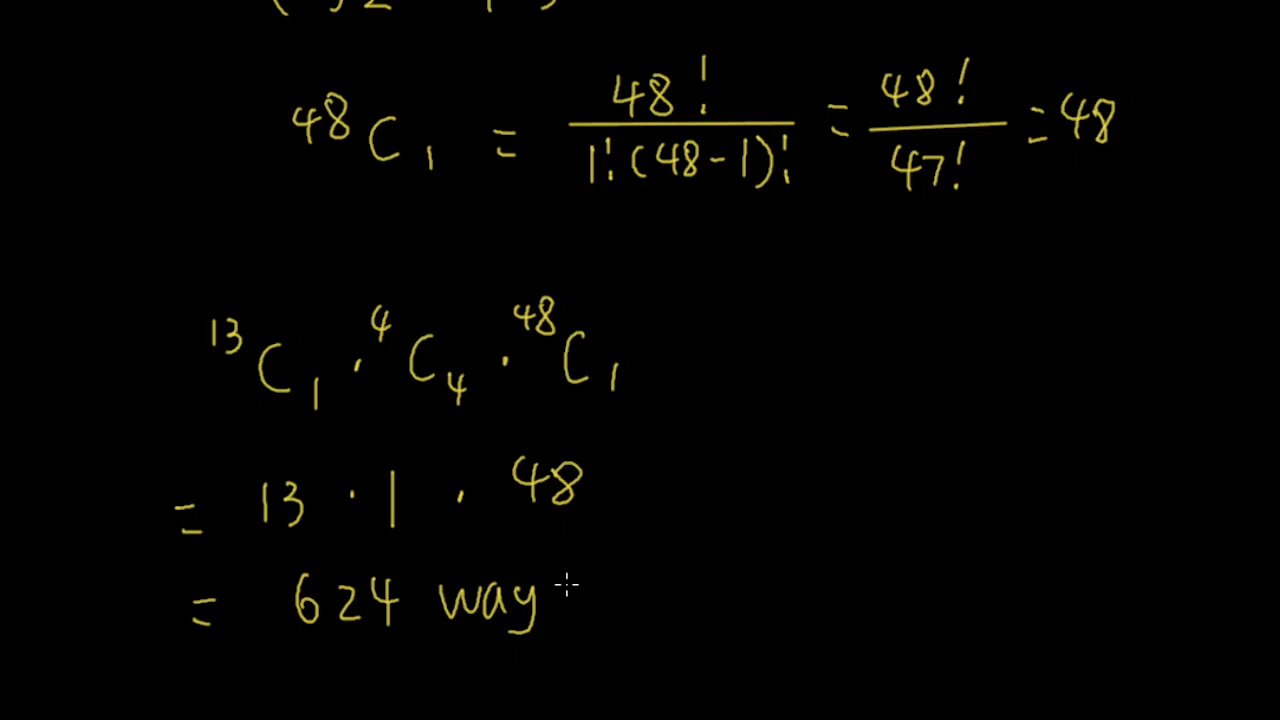 ⁴⁸C₁ = 48! / 1!(48-1)! = 48! / 47! = 48
¹³C₁ · ⁴C₄ · ⁴⁸C₁
= 13 · 1 · 48
= 624 way